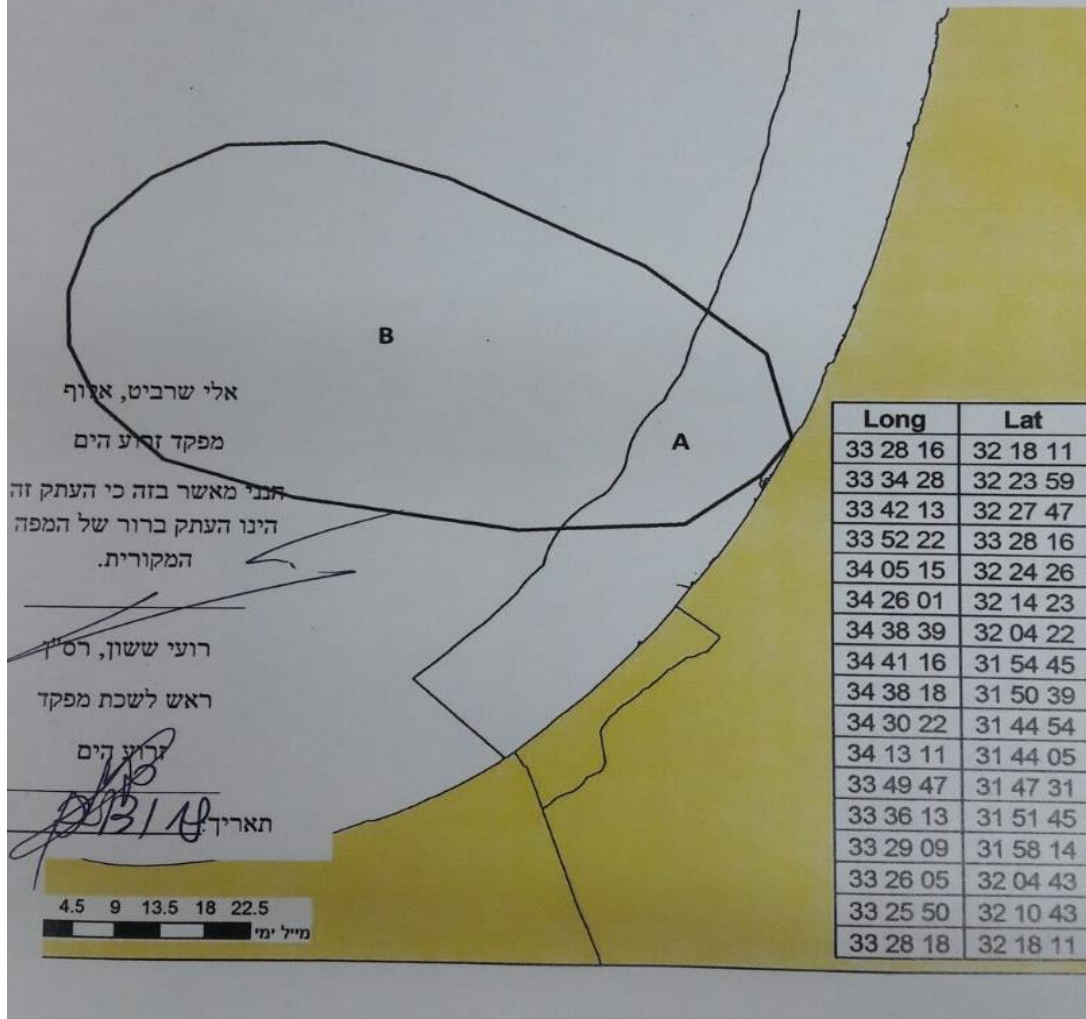 B
A
אלי שרביט, אלוף
מפקד זרוע הים
הנני מאשר בזה כי העתק זה
הינו העתק ברור של המפה
המקורית.
רועי ששון, רס"ן
ראש לשכת מפקד
זרוע הים
תאריך:
4.5 9 13.5 18 22.5
מייל ימי
Long Lat
33 28 16 32 18 11
33 34 28 32 23 59
33 42 13 32 27 47
33 52 22 33 28 16
34 05 15 32 24 26
34 26 01 32 14 23
34 38 39 32 04 22
34 41 16 31 54 45
34 38 18 31 50 39
34 30 22 31 44 54
34 13 11 31 44 05
33 49 47 31 47 31
33 36 13 31 51 45
33 29 09 31 58 14
33 26 05 32 04 43
33 25 50 32 10 43
33 28 18 32 18 11